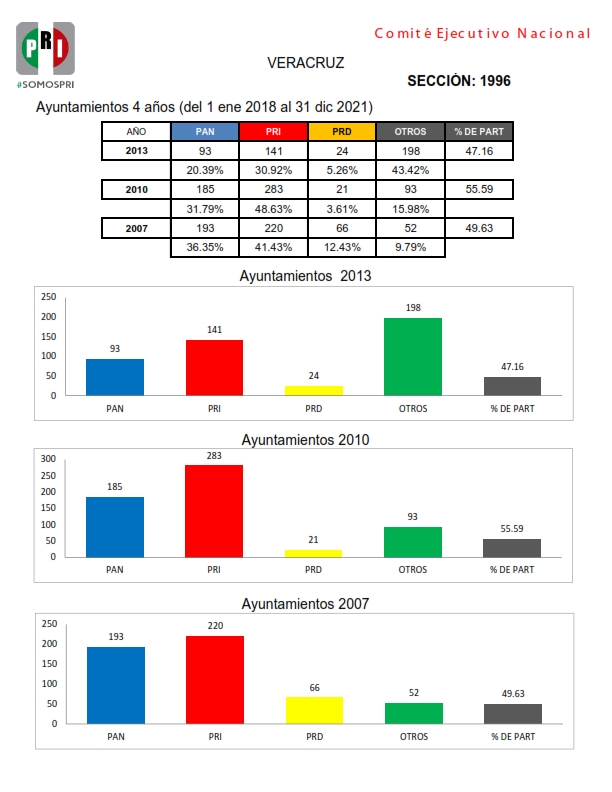 Comité Ejecutivo Nacional
PRI
#SOMOSPRI
VERACRUZ
SECCIÓN: 1996
Ayuntamientos 4 años (del 1 ene 2018 al 31 dic 2021)
AÑO PAN PRI PRD OTROS % DE PART
2013 93 141 24 198 47.16
20.39% 30.92% 5.26% 43.42%
2010 185 283 21 93 55.59
31.79% 48.63% 3.61% 15.98%
2007 193 220 66 52 49.63
36.35% 41.43% 12.43% 9.79%
Ayuntamientos 2013
250
200
150
100
50
0
93 141 24 198 47.16
PAN PRI PRD OTROS % DE PART
Ayuntamientos 2010
300
250
200
150
100
50
0
185 283 21 93 55.59
PAN PRI PRD OTROS % DE PART
Ayuntamientos 2007
250
200
150
100
50
0
193 220 66 52 49.63
PAN PRI PRD OTROS % DE PART